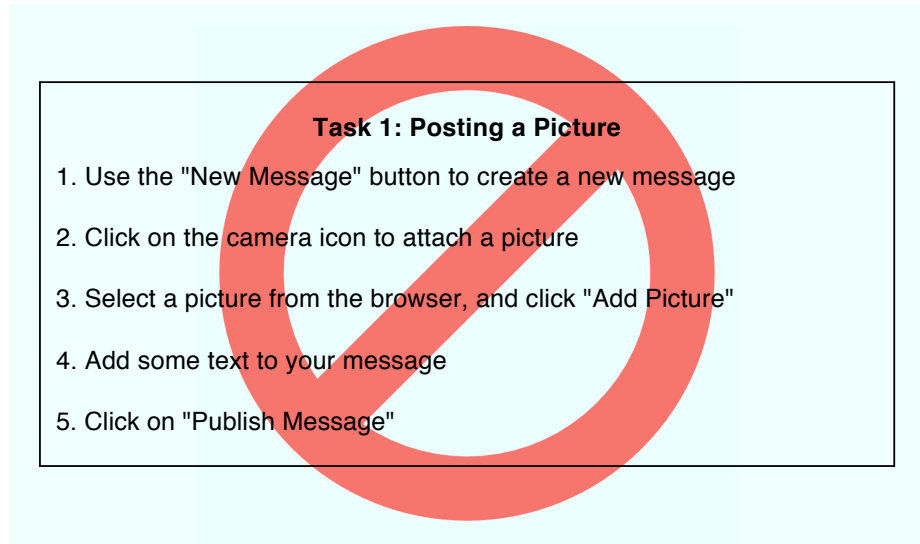 Task 1: Posting a Picture
1. Use the "New Message" button to create a new message
2. Click on the camera icon to attach a picture
3. Select a picture from the browser, and click "Add Picture"
4. Add some text to your message
5. Click on "Publish Message"